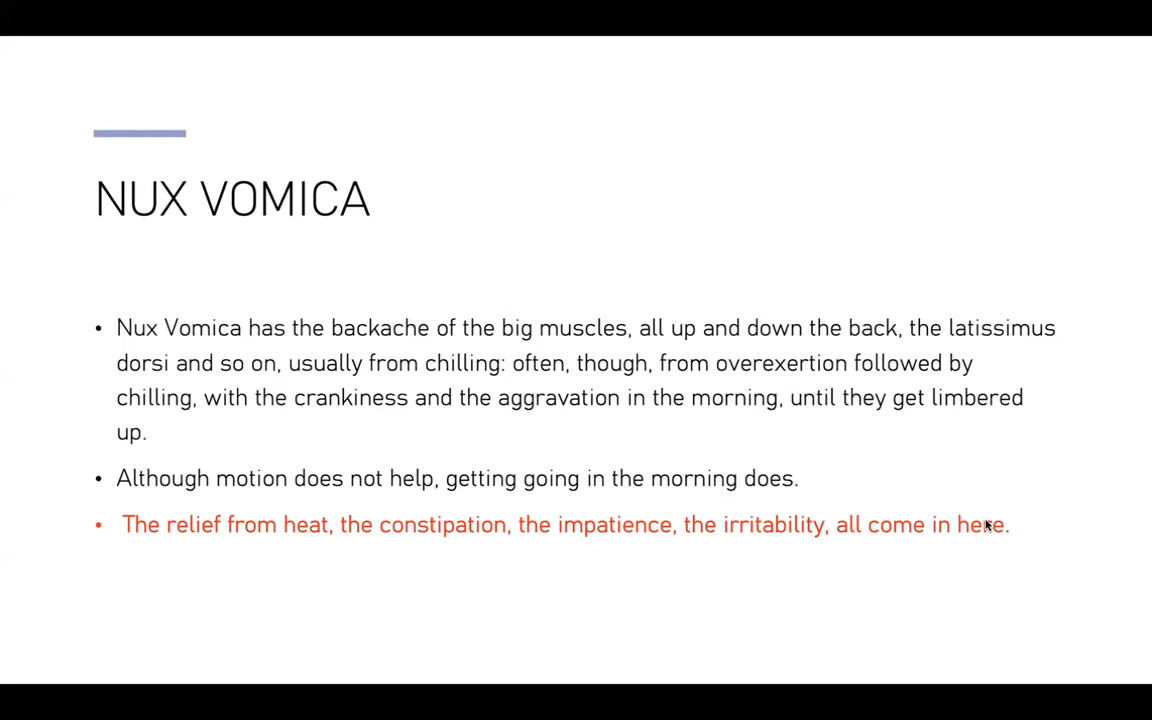 NUX VOMICA
• Nux Vomica has the backache of the big muscles, all up and down the back, the latissimus
dorsi and so on, usually from chilling: often, though, from overexertion followed by
chilling, with the crankiness and the aggravation in the morning, until they get limbered
up.
• Although motion does not help, getting going in the morning does.
• The relief from heat, the constipation, the impatience, the irritability, all come in here.